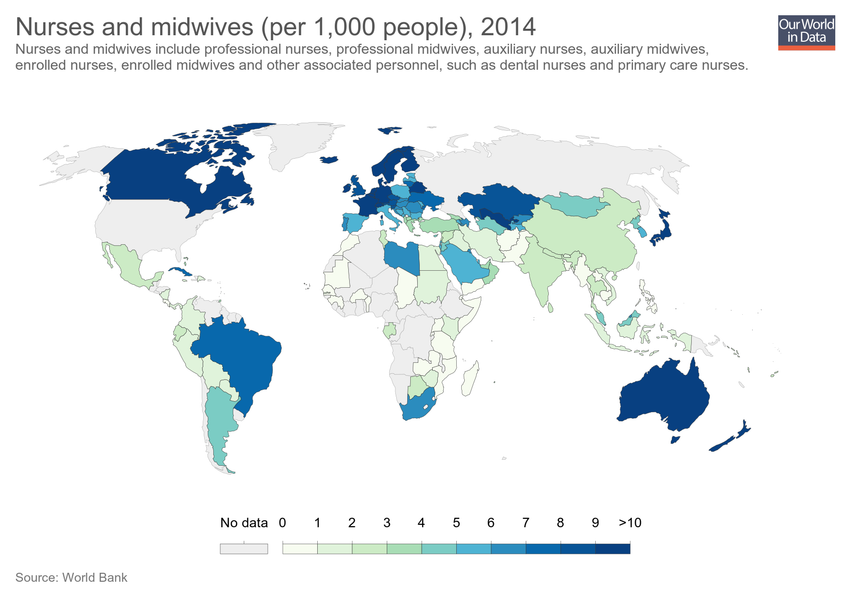 Nurses and midwives (per 1,000 people), 2014
Our World
in Data
Nurses and midwives include professional nurses, professional midwives, auxiliary nurses, auxiliary midwives,
enrolled nurses, enrolled midwives and other associated personnel, such as dental nurses and primary care nurses.
No data 0 1 2 3 4 5 6 7 8 9 >10
Source: World Bank